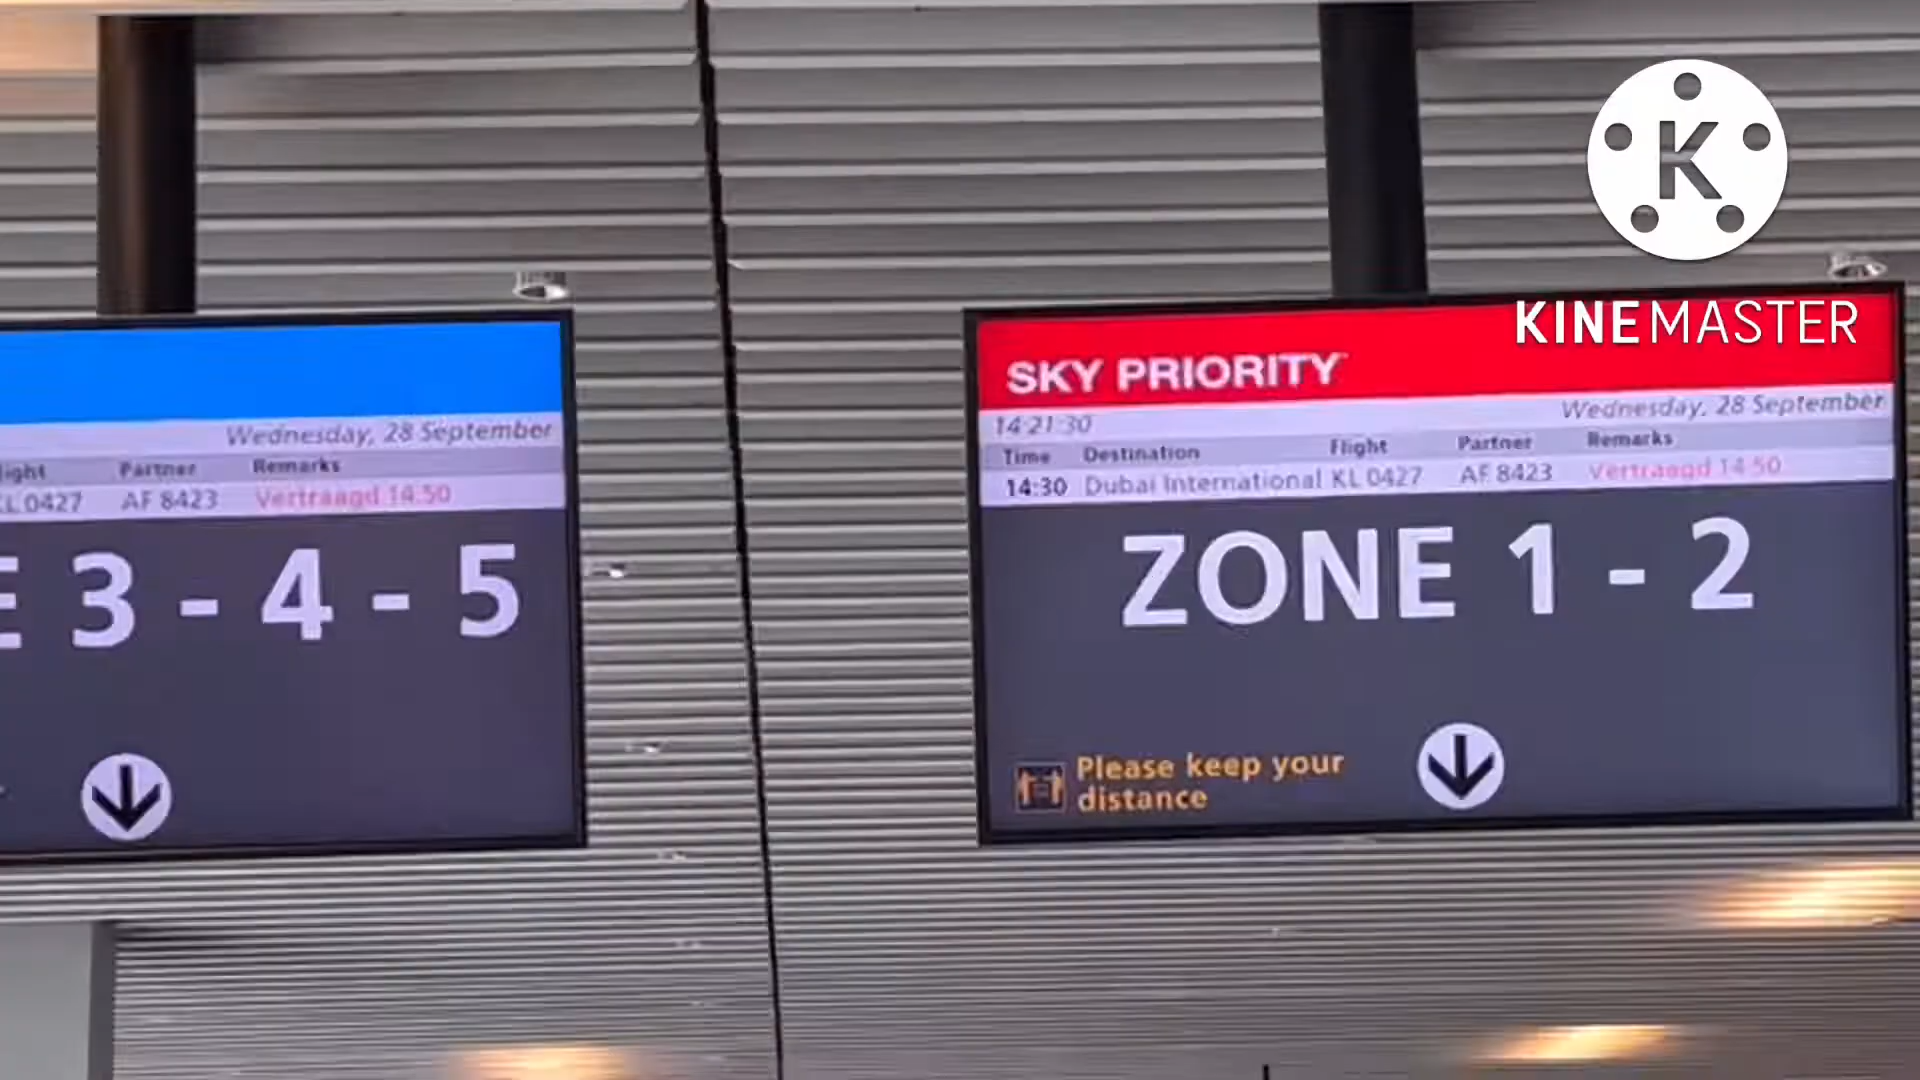 Wednesday, 28 September
Partner Remarks
0427 AF 8423 Vertraagd 14:50
3 - 4 - 5
SKY PRIORITY
14:21:30 Wednesday, 28 September
Time Destination Flight Partner Remarks
14:30 Dubai International KL 0427 AF 8423 Vertraagd 14:50
ZONE 1 - 2
Please keep your
distance
K
KINEMASTER